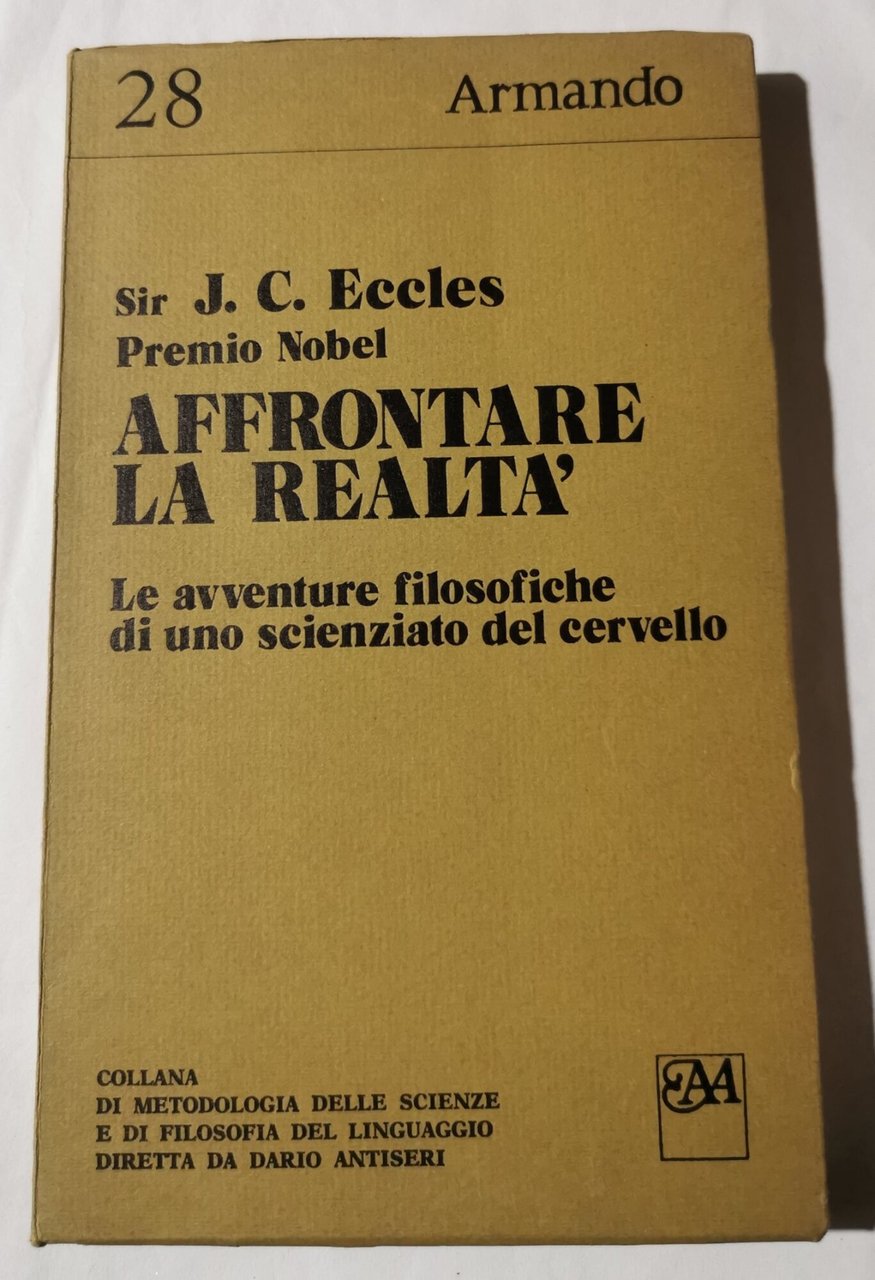 28
Armando
Sir J. C. Eccles
Premio Nobel
AFFRONTARE
LA REALTA'
Le avventure filosofiche
di uno scienziato del cervello
COLLANA
DI METODOLOGIA DELLE SCIENZE
E DI FILOSOFIA DEL LINGUAGGIO
DIRETTA DA DARIO ANTISERI
EAA